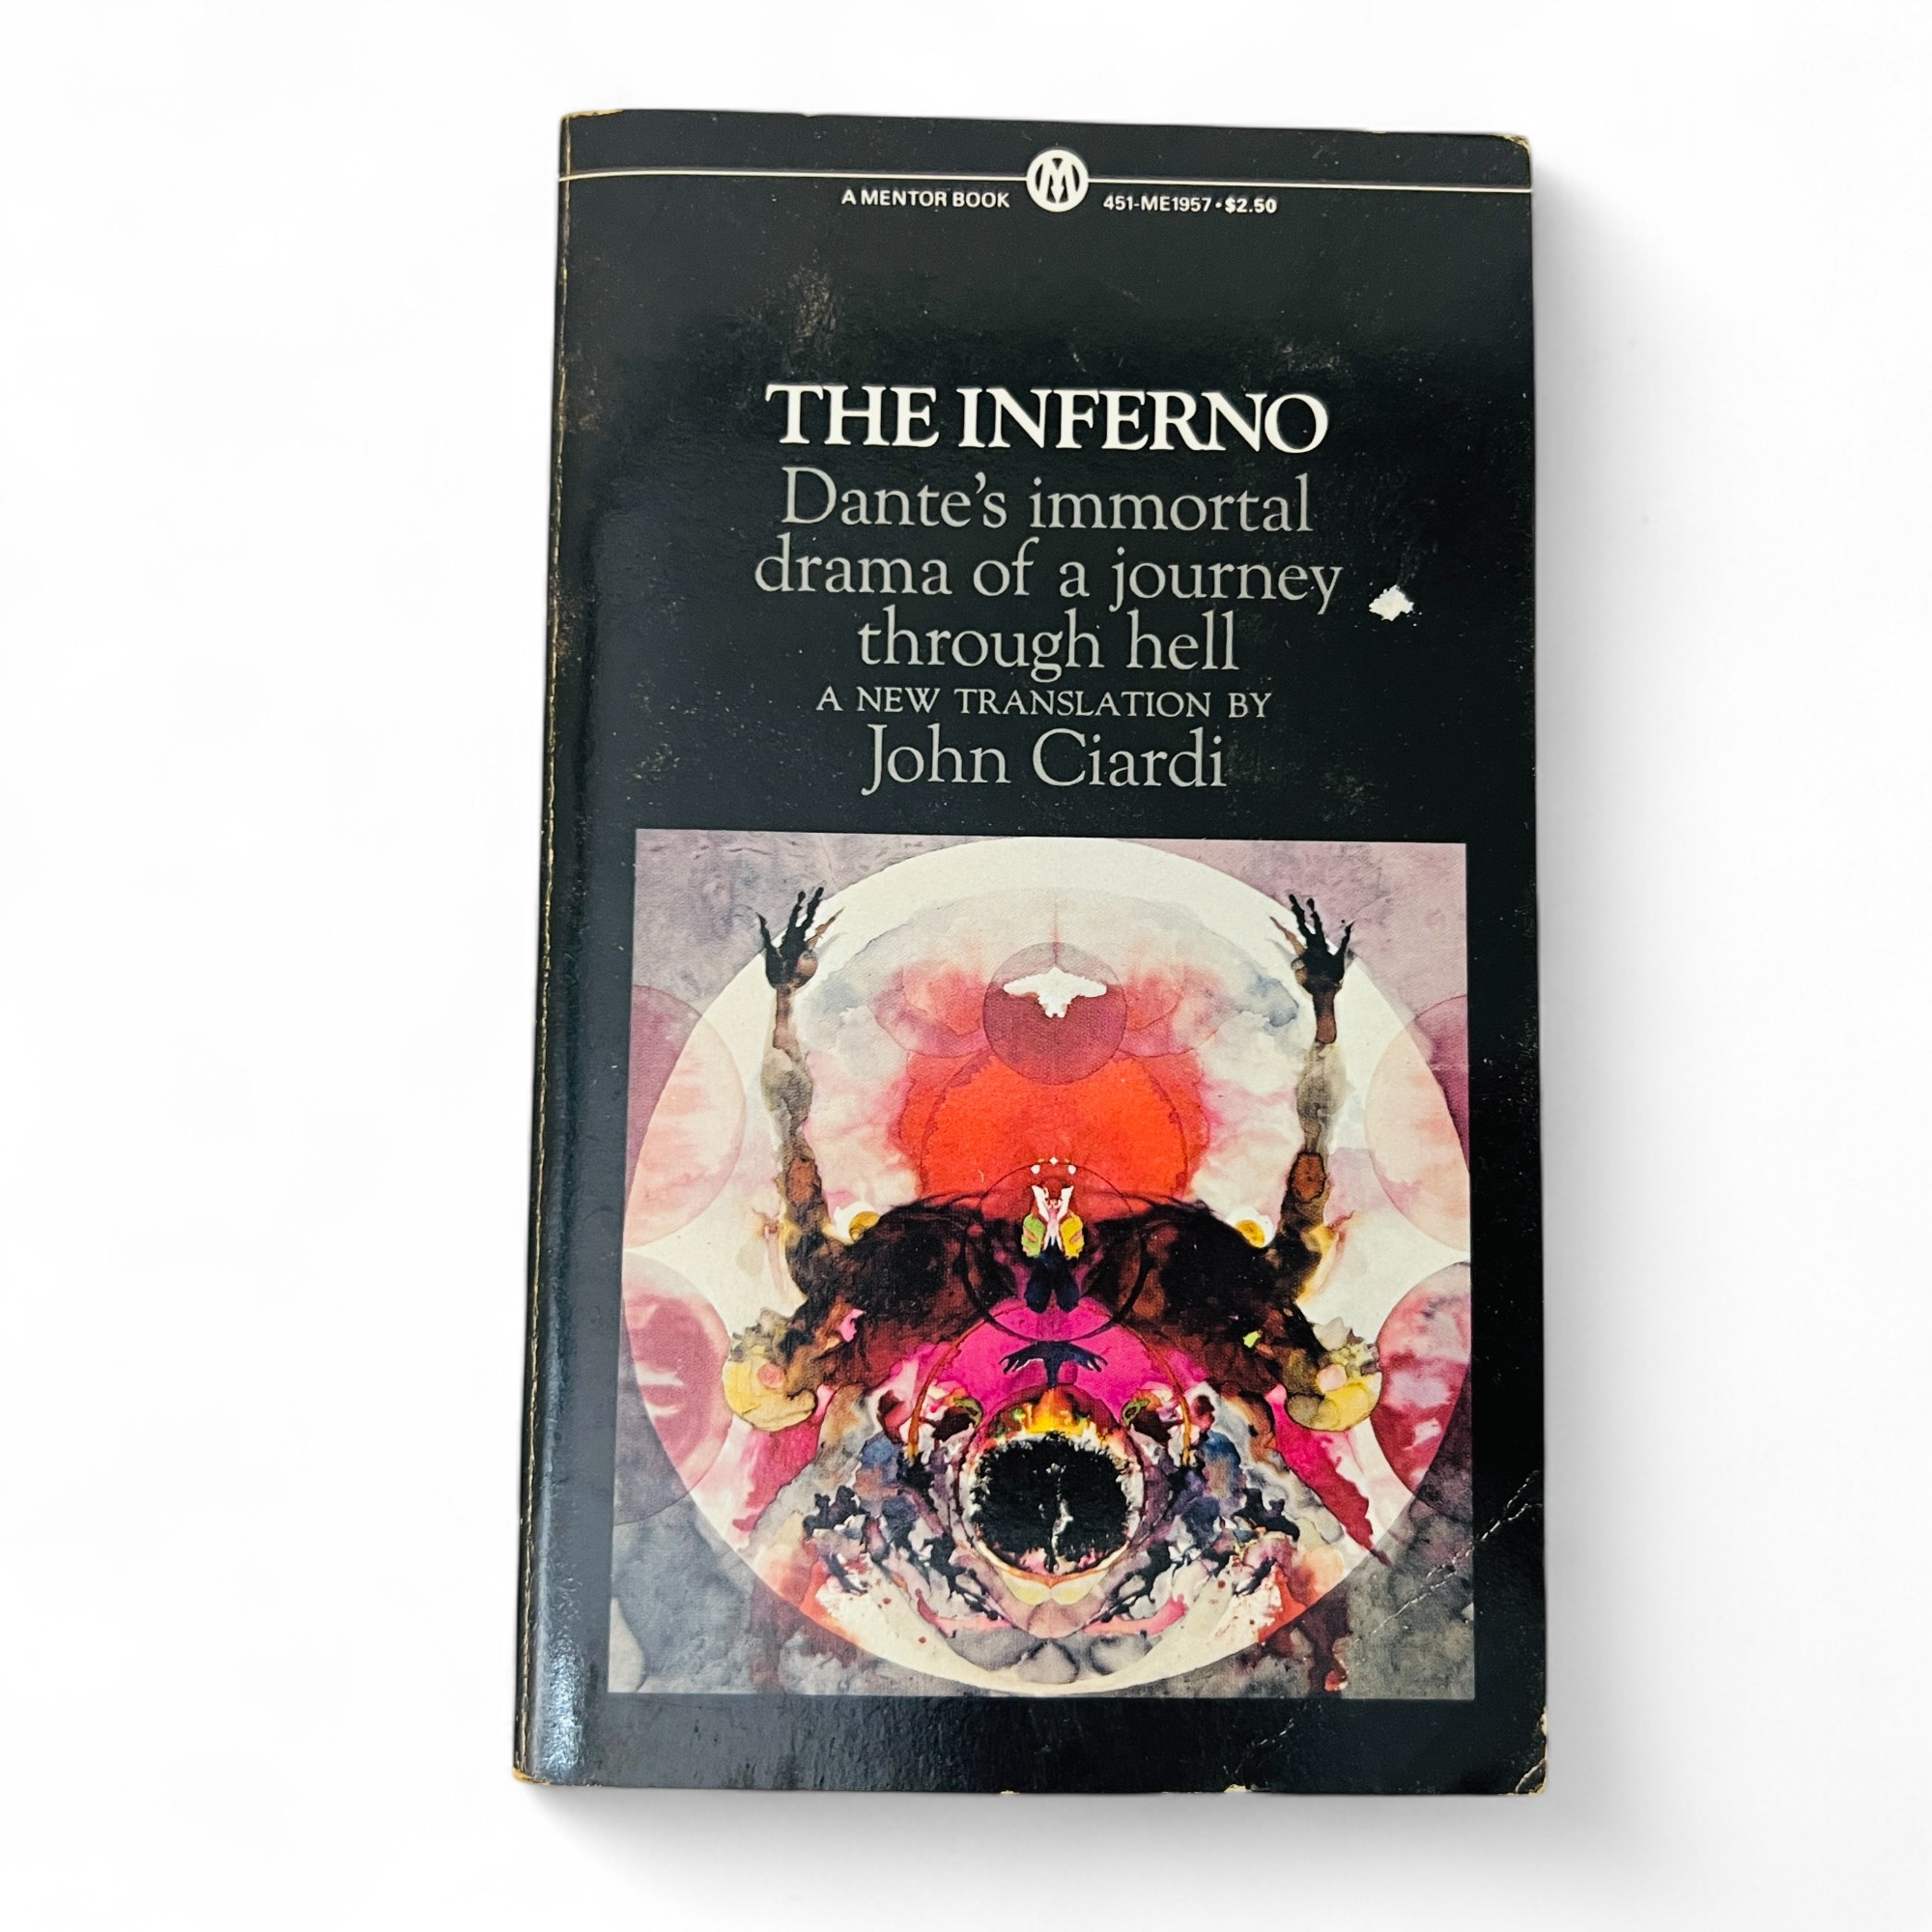 A MENTOR BOOK M 451-ME1957 • $2.50
THE INFERNO
Dante's immortal
drama of a journey
through hell
A NEW TRANSLATION BY
John Ciardi